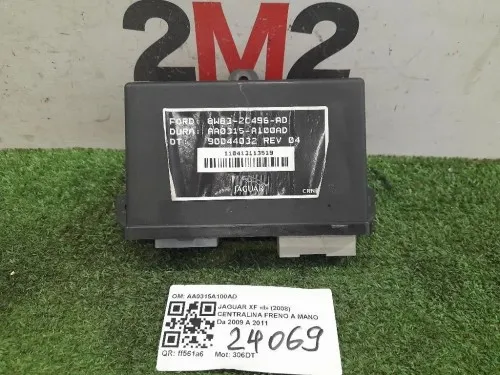 2M2
FORD: 8W83-2C496-AD
DURA: AA0315-A100AD
DT: 90D44032 REV 04
110412113519
JAGUAR
OM: AA0315A100AD
JAGUAR XF «I» (2008)
CENTRALINA FRENO A MANO
Da 2009 A 2011
24069
QR: ff561a6 Mot: 306DT